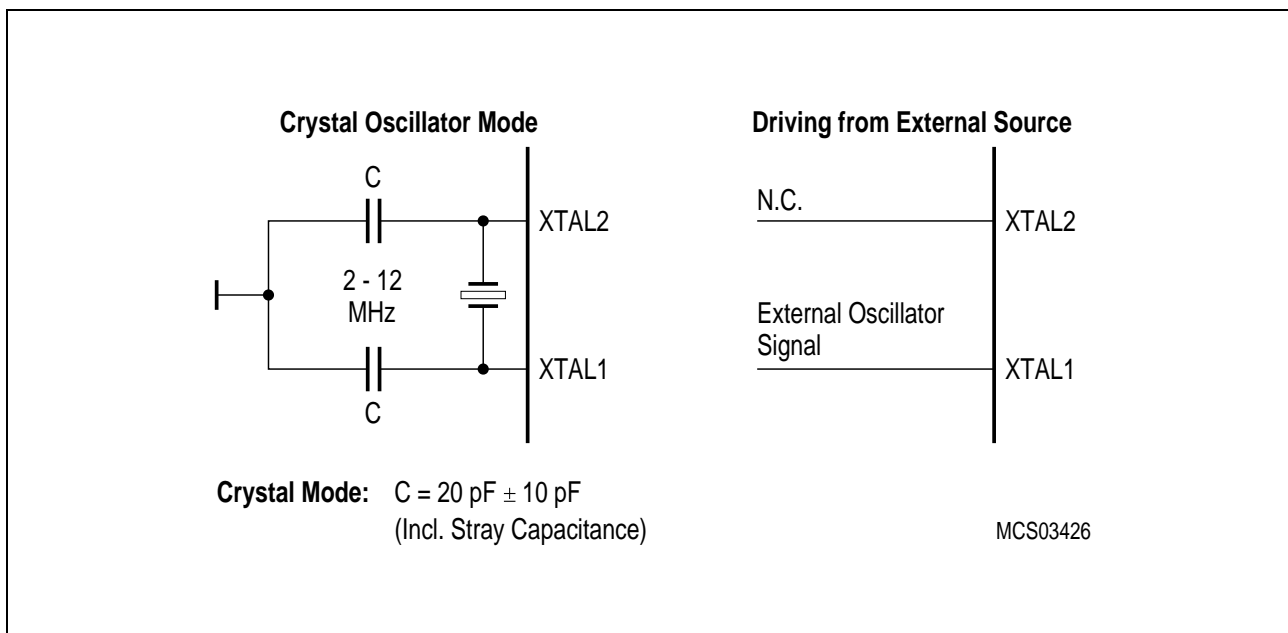 Crystal Oscillator Mode
C
XTAL2
2 - 12
MHz
XTAL1
C
Crystal Mode: C = 20 pF ± 10 pF
(Incl. Stray Capacitance)
Driving from External Source
N.C.
XTAL2
External Oscillator
Signal
XTAL1
MCS03426